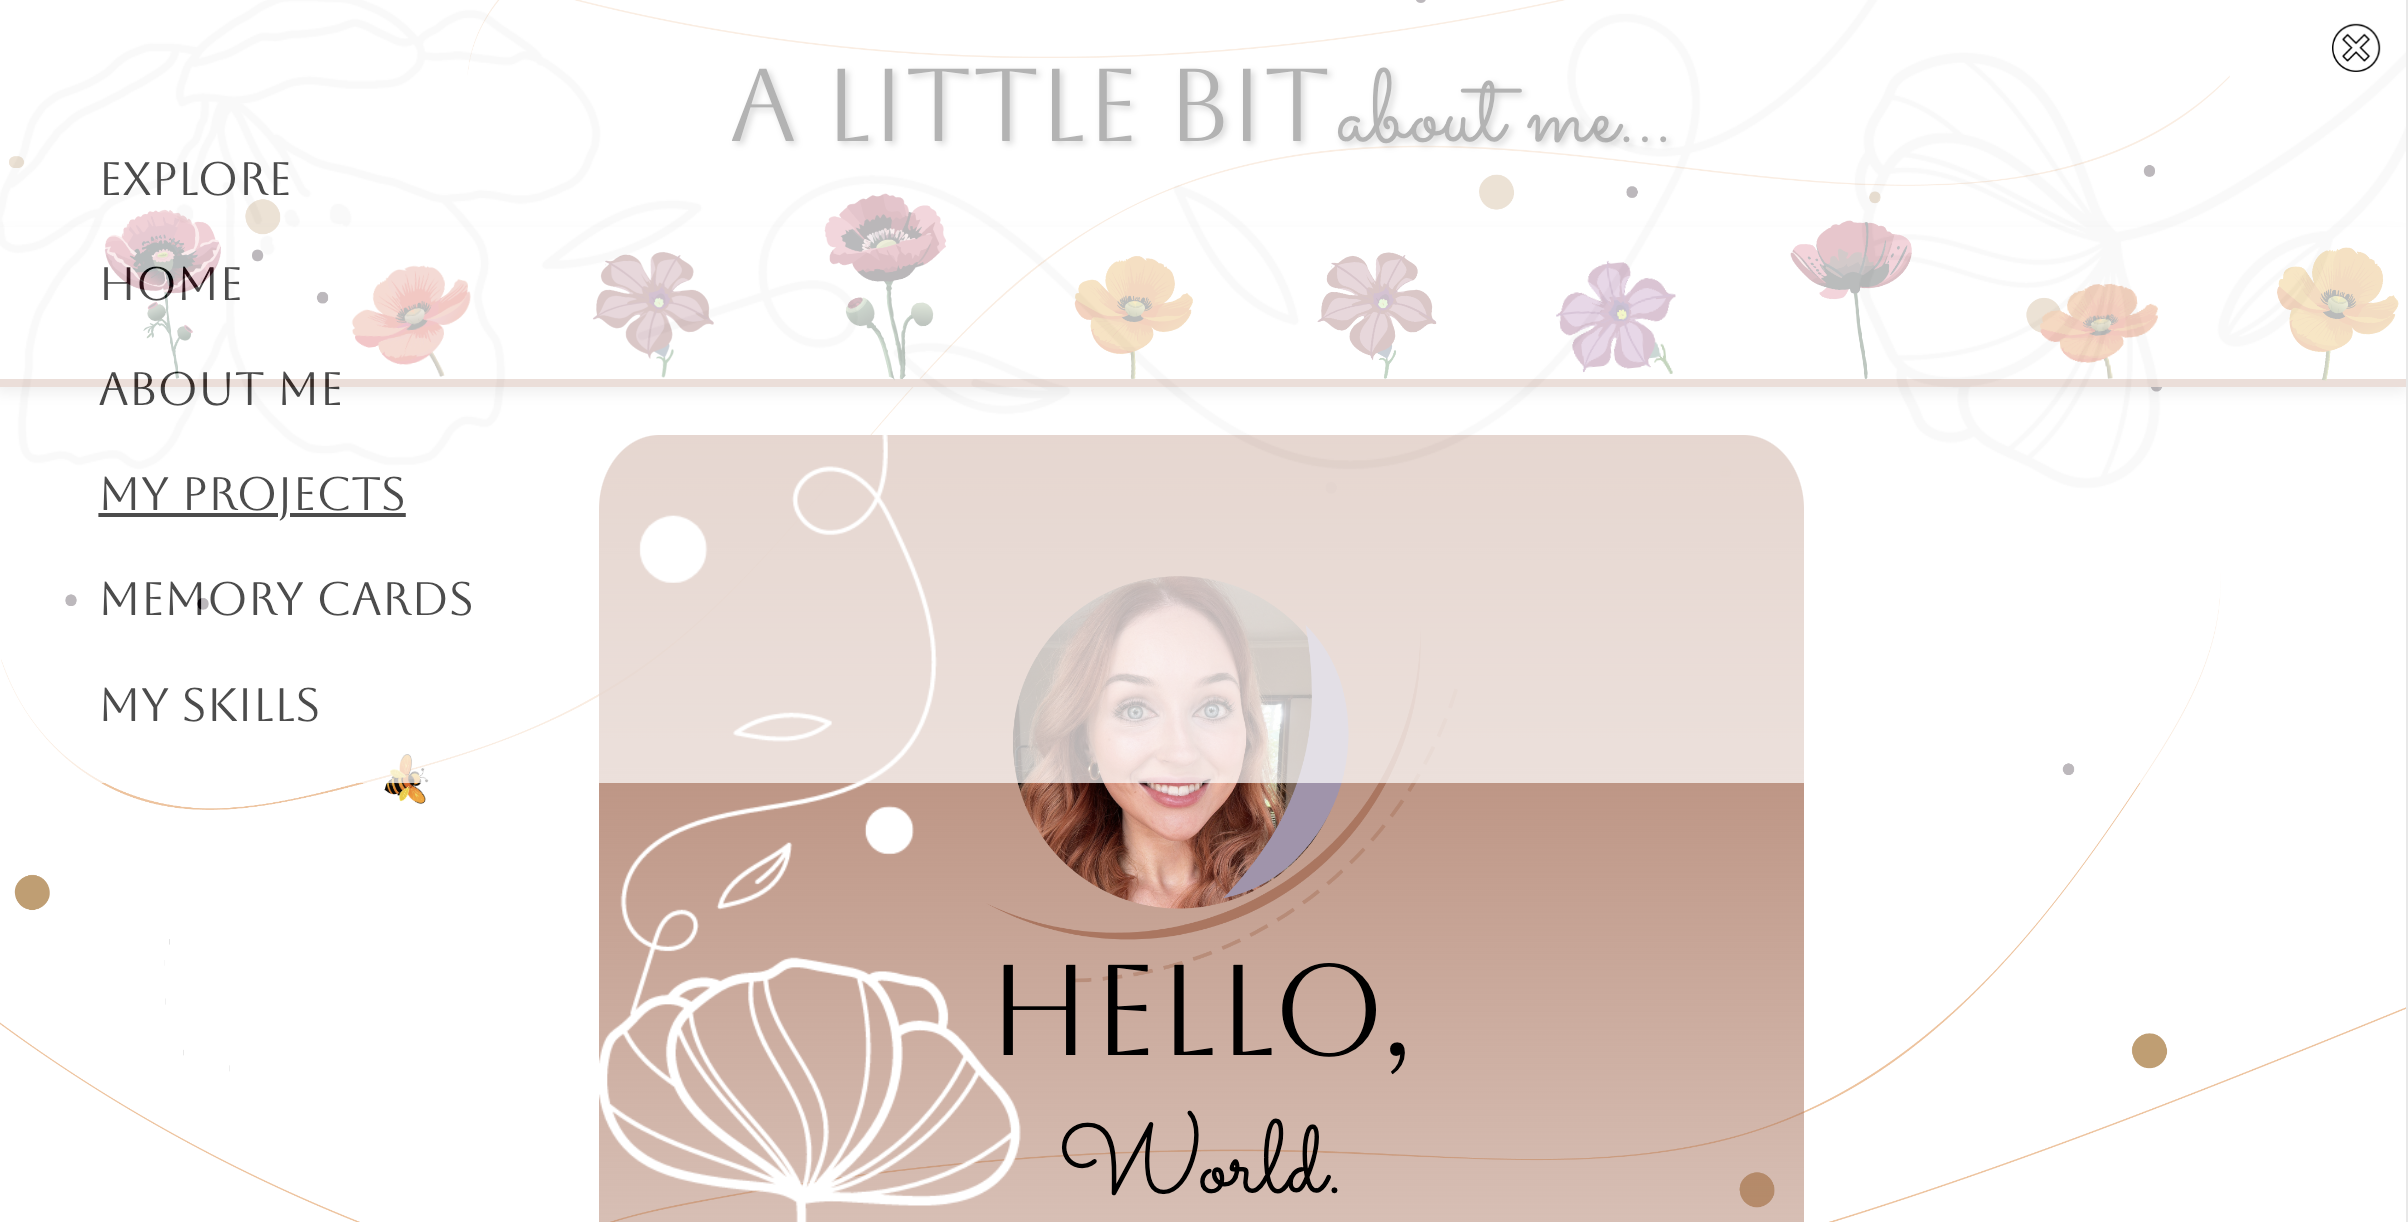 A LITTLE BIT about me...
EXPLORE
HOME
ABOUT ME
MY PROJECTS
MEMORY CARDS
MY SKILLS
HELLO,
World.